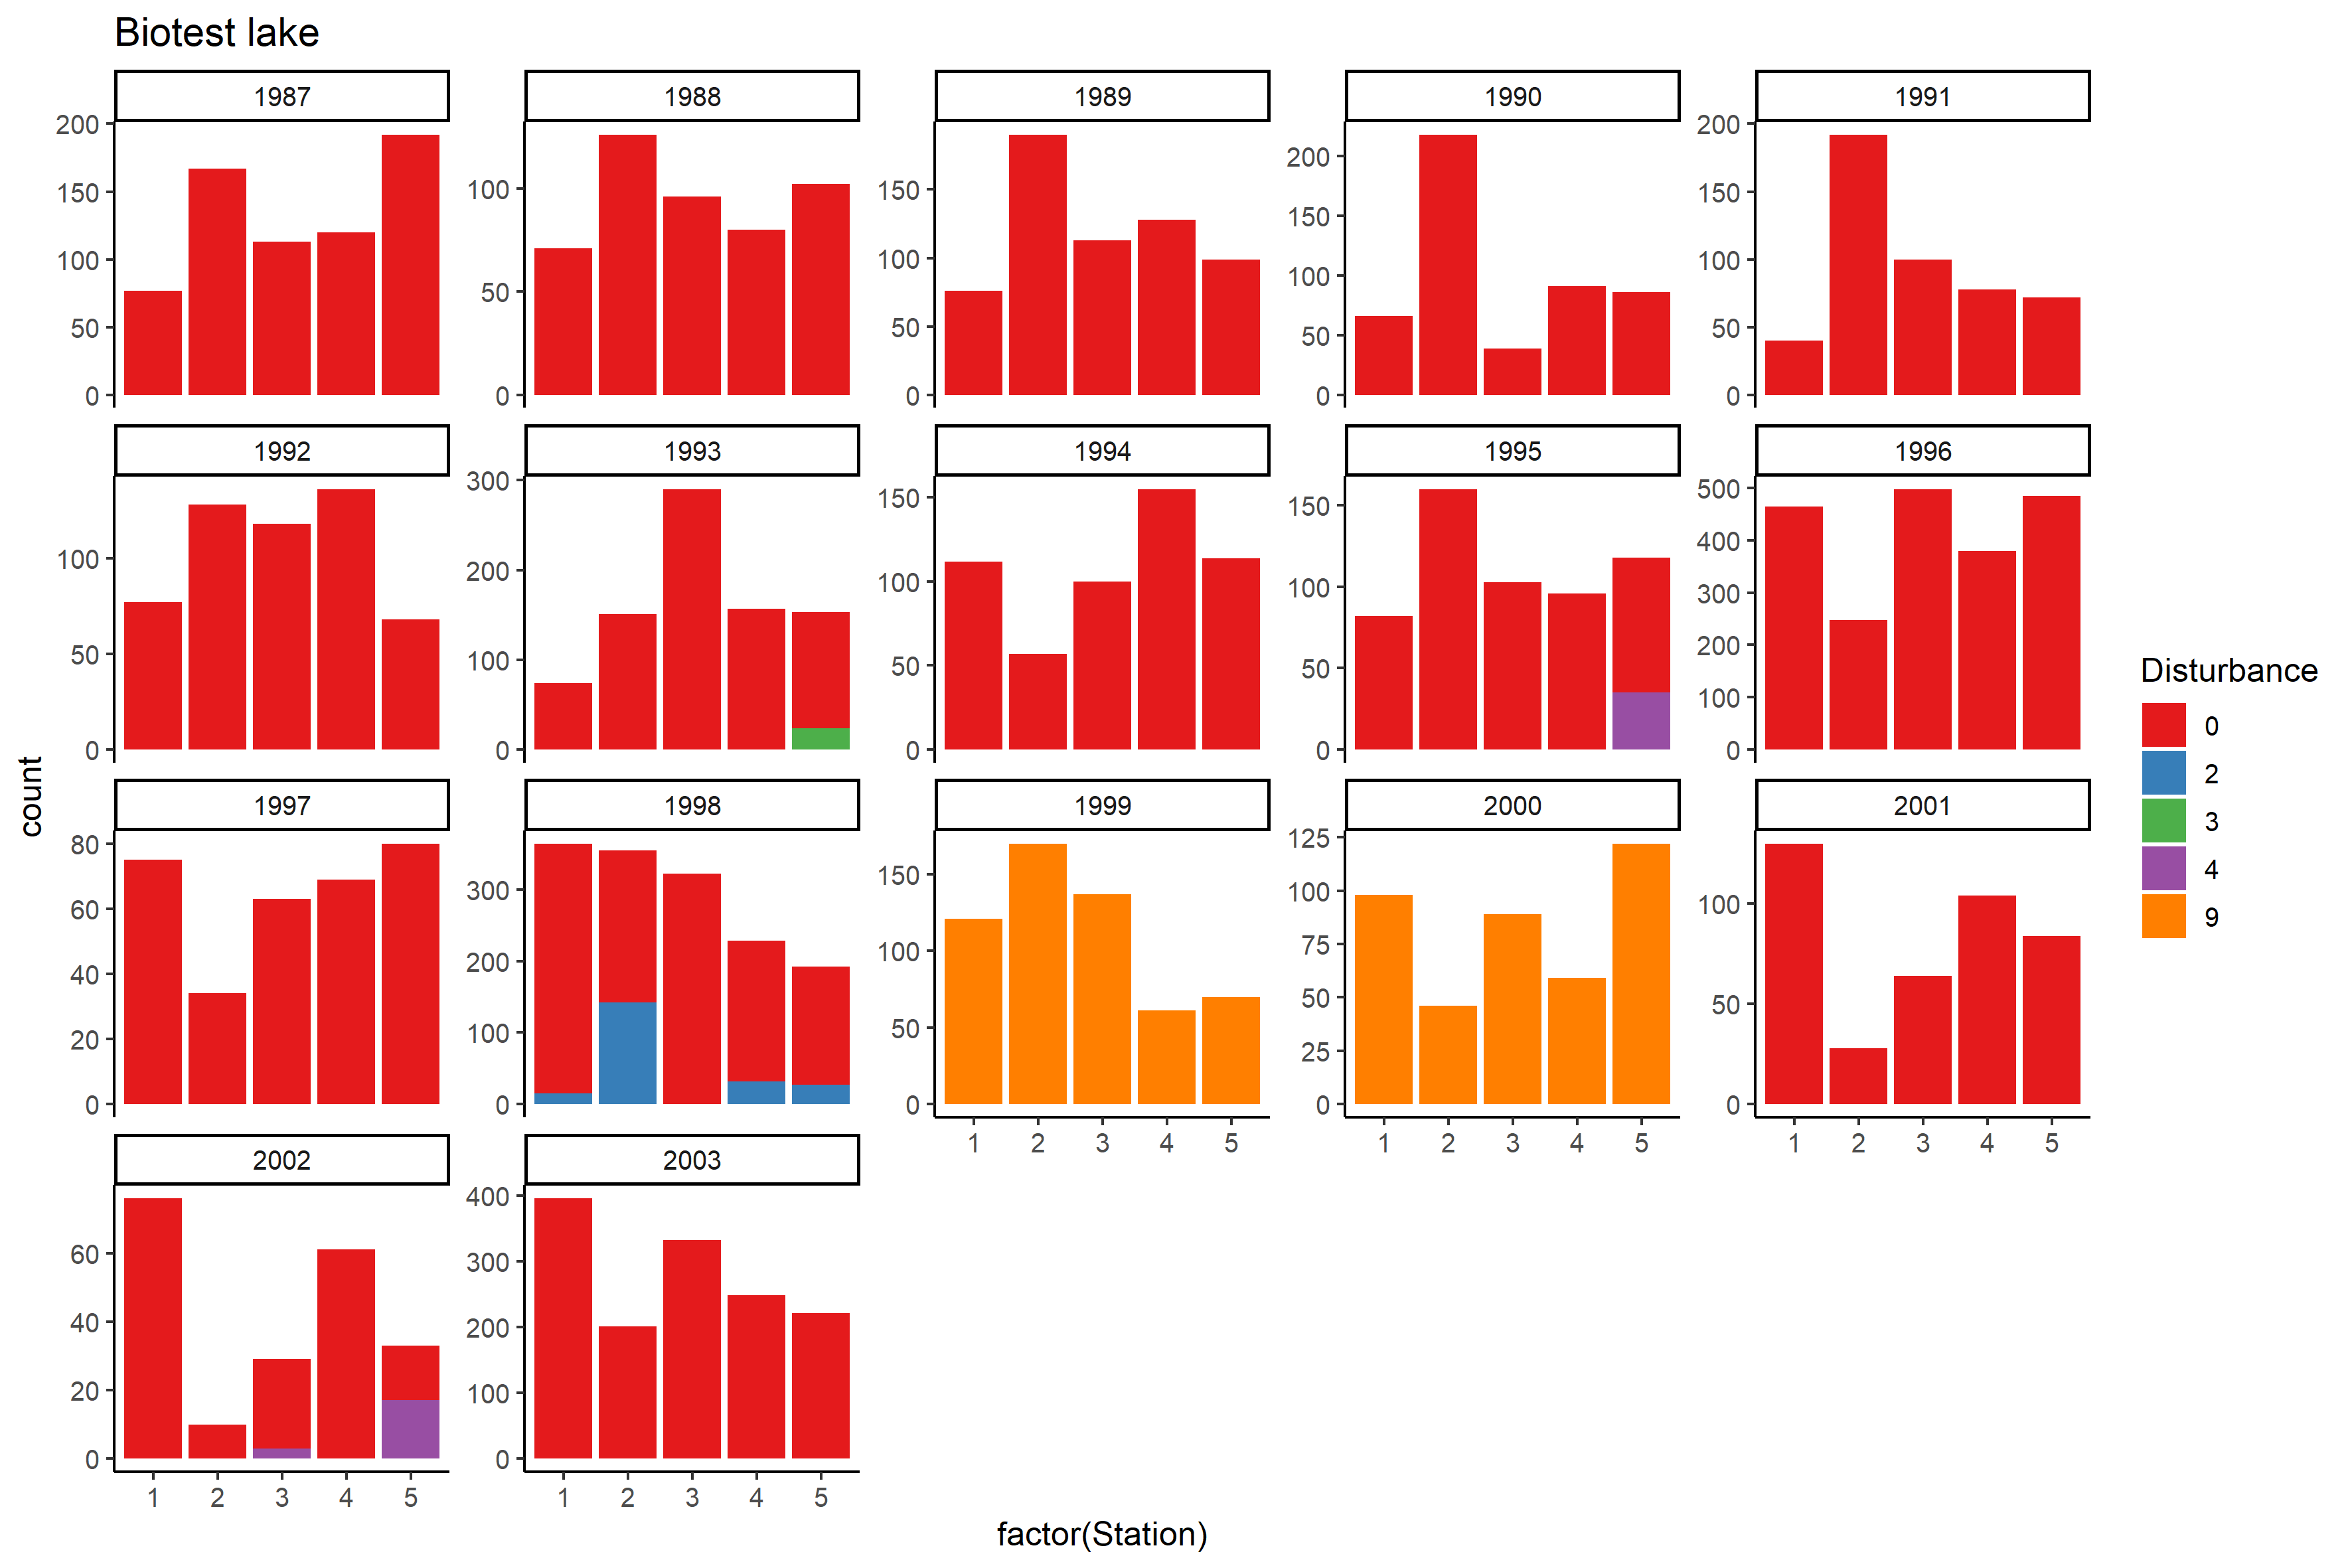 Biotest lake
1987 1988 1989 1990 1991
200 150 100 50 0
100 50 0
150 100 50 0
200 150 100 50 0
200 150 100 50 0
1992 1993 1994 1995 1996
100 50 0
300 200 100 0
150 100 50 0
150 100 50 0
500 400 300 200 100 0
1997 1998 1999 2000 2001
80 60 40 20 0
300 200 100 0
150 100 50 0
125 100 75 50 25 0
100 50 0
1 2 3 4 5
1 2 3 4 5
1 2 3 4 5
2002 2003
60 40 20 0
400 300 200 100 0
1 2 3 4 5
1 2 3 4 5
count
factor(Station)
Disturbance
0
2
3
4
9